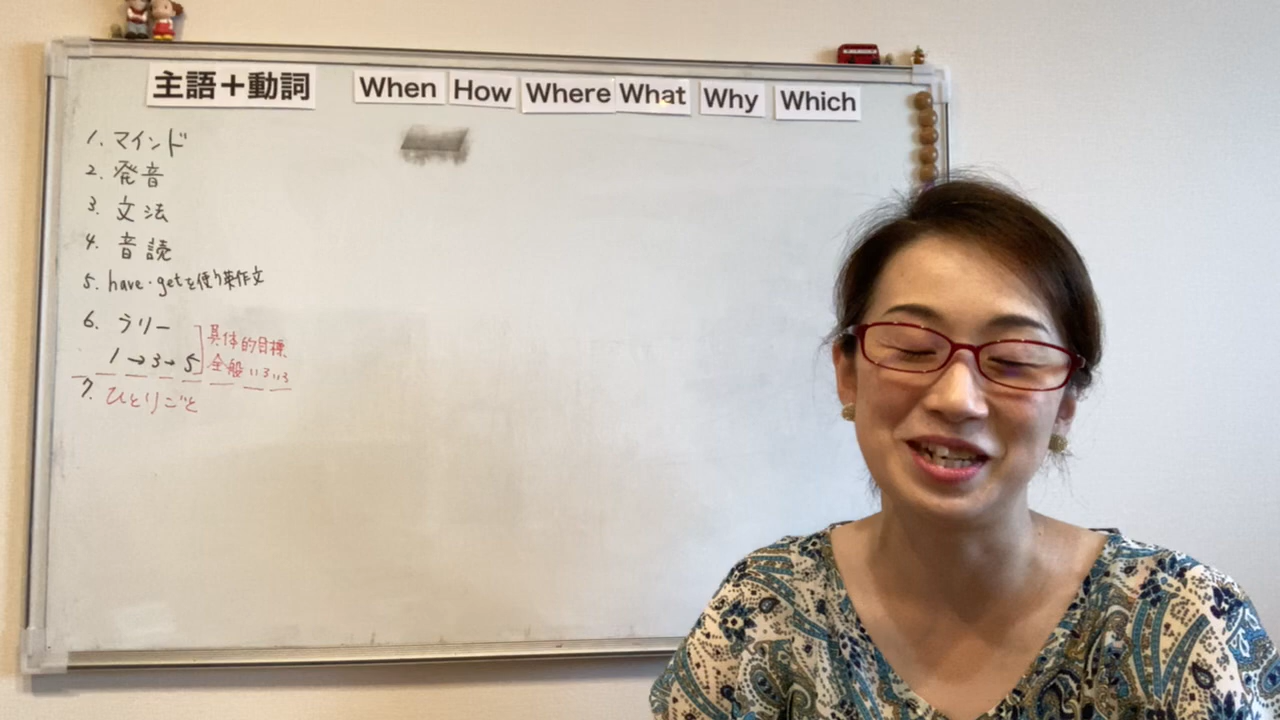 主語＋動詞 When How Where What Why Which
1. マインド
2. 発音
3. 文法
4. 音読
5. have・getを使う英作文
6. ラリー
1→3→5
具体的目標
全般いろいろ
7. ひとりごと